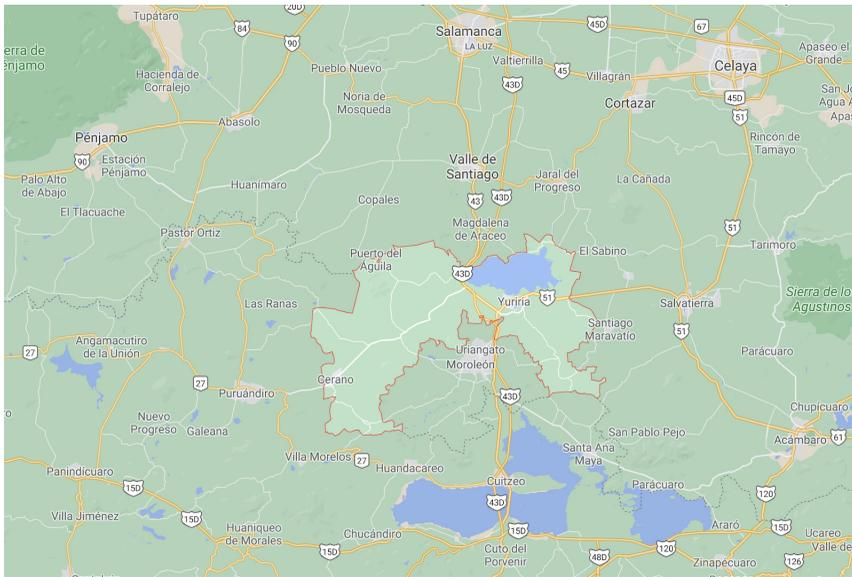 Tupátaro
20D
84
90
Salamanca
LA LUZ
45D
67
Apaseo el
Grande
Celaya
erra de
énjamo
Hacienda de
Corralejo
Pueblo Nuevo
Valtierrilla
45
Villagrán
43D
Noria de
Mosqueda
Cortazar
45D
51
San Jo
Agua A
Apas
Abasolo
Pénjamo
90
Estación
Pénjamo
Rincón de
Tamayo
Palo Alto
de Abajo
Valle de
Santiago
Jaral del
Progreso
La Cañada
Huanímaro
Copales
43
43D
El Tlacuache
Magdalena
de Araceo
51
Pastor Ortiz
Puerto del
Águila
El Sabino
Tarimoro
43D
Sierra de lo
Agustinos
Las Ranas
Yuriria
51
Salvatierra
Santiago
Maravatío
51
Angamacutiro
de la Unión
27
Uriangato
Moroleón
Parácuaro
Cerano
27
Puruándiro
43D
Chupícuaro
Nuevo
Progreso
Galeana
San Pablo Pejo
Acámbaro
61
Santa Ana
Maya
Villa Morelos
27
Huandacareo
Panindícuaro
Cuitzeo
Parácuaro
15D
43D
120
Villa Jiménez
15D
Huaniqueo
de Morales
Chucándiro
15D
Araró
15D
Ucareo
Valle de
15D
Cuto del
Porvenir
48D
120
Zinapécuaro
126